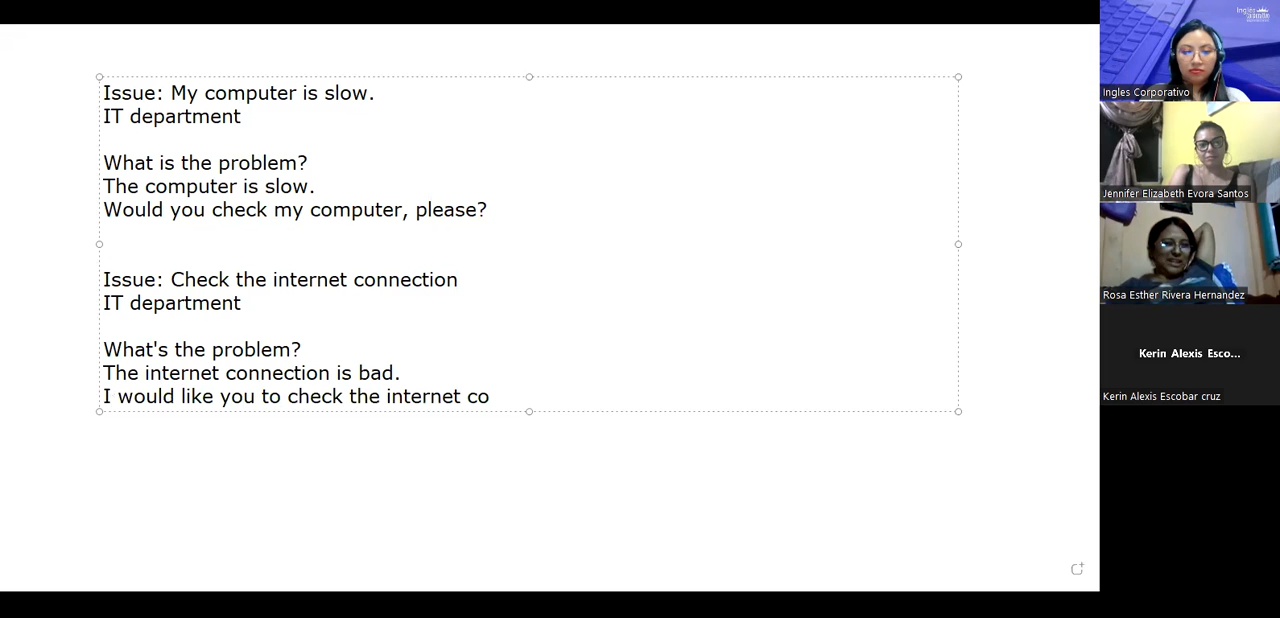 Issue: My computer is slow.
IT department
What is the problem?
The computer is slow.
Would you check my computer, please?
Issue: Check the internet connection
IT department
What's the problem?
The internet connection is bad.
I would like you to check the internet co
Ingles Corporativo
Jennifer Elizabeth Evora Santos
Rosa Esther Rivera Hernandez
Kerin Alexis Esco...
Kerin Alexis Escobar cruz